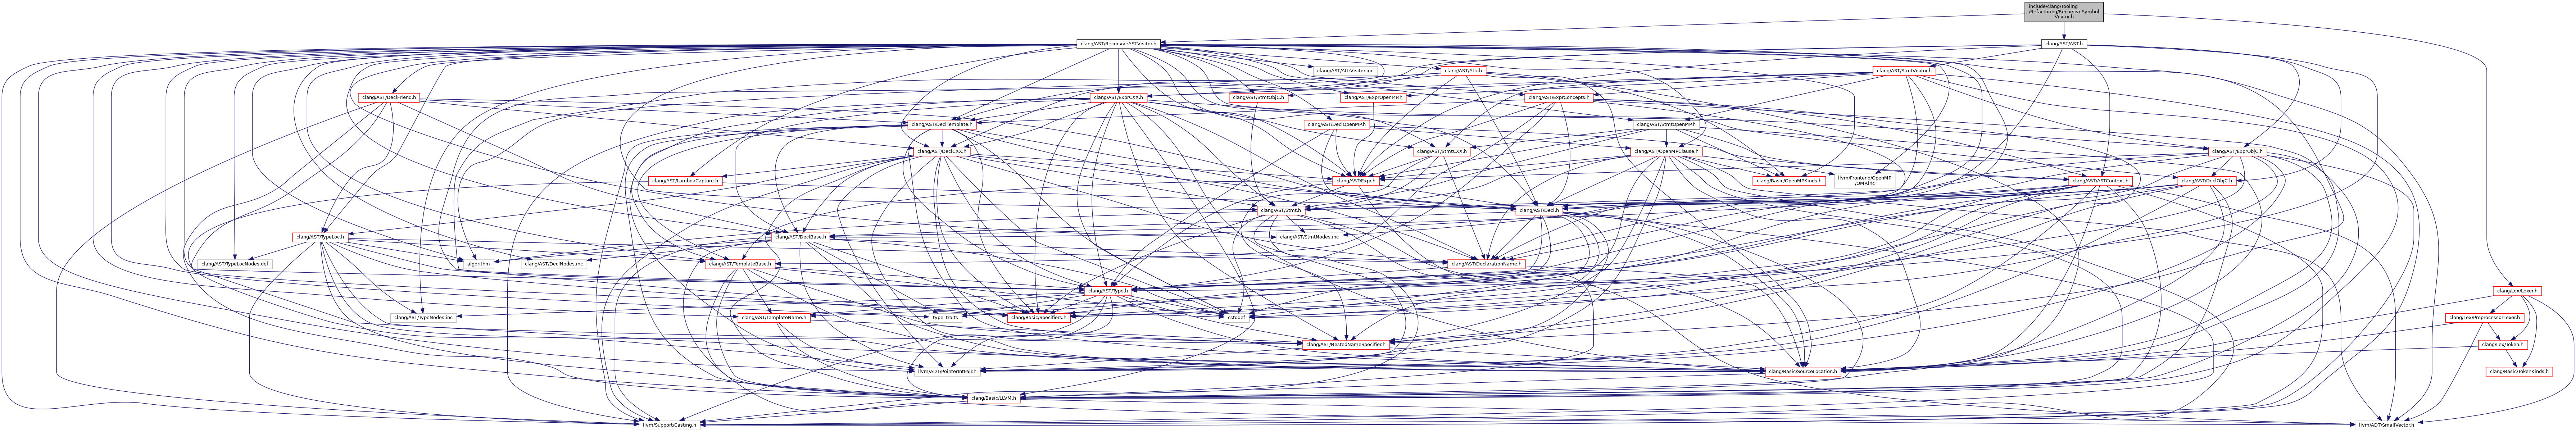 include/clang/Tooling
/Refactoring/RecursiveSymbol
Visitor.h
clang/AST/RecursiveASTVisitor.h
clang/AST/AST.h
clang/AST/AttrVisitor.inc
clang/AST/Attr.h
clang/AST/StmtVisitor.h
clang/AST/DeclFriend.h
clang/AST/ExprCXX.h
clang/AST/StmtObjC.h
clang/AST/ExprOpenMP.h
clang/AST/ExprConcepts.h
clang/AST/DeclTemplate.h
clang/AST/DeclOpenMP.h
clang/AST/StmtOpenMP.h
clang/AST/DeclCXX.h
clang/AST/StmtCXX.h
clang/AST/OpenMPClause.h
clang/AST/ExprObjC.h
clang/AST/LambdaCapture.h
clang/AST/Expr.h
clang/Basic/OpenMPKinds.h
llvm/Frontend/OpenMP
/OMP.inc
clang/AST/ASTContext.h
clang/AST/DeclObjC.h
clang/AST/Stmt.h
clang/AST/Decl.h
clang/AST/TypeLoc.h
clang/AST/DeclBase.h
clang/AST/StmtNodes.inc
clang/AST/TypeLocNodes.def
algorithm
clang/AST/DeclNodes.inc
clang/AST/TemplateBase.h
clang/AST/DeclarationName.h
clang/AST/Type.h
clang/Lex/Lexer.h
clang/AST/TypeNodes.inc
clang/AST/TemplateName.h
type_traits
clang/Basic/Specifiers.h
cstddef
clang/Lex/PreprocessorLexer.h
clang/AST/NestedNameSpecifier.h
clang/Lex/Token.h
llvm/ADT/PointerIntPair.h
clang/Basic/SourceLocation.h
clang/Basic/TokenKinds.h
clang/Basic/LLVM.h
llvm/Support/Casting.h
llvm/ADT/SmallVector.h